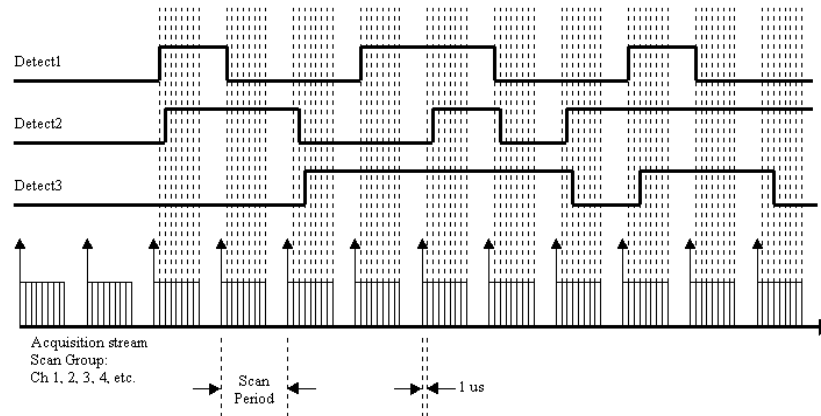 Detect1
Detect2
Detect3
Acquisition stream
Scan Group:
Ch 1, 2, 3, 4, etc.
Scan
Period
1 us